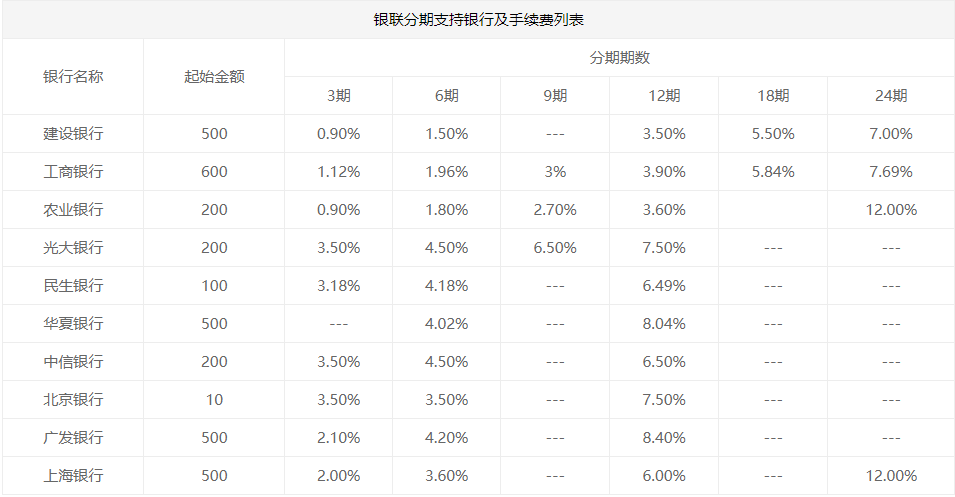 银联分期支持银行及手续费列表
银行名称 起始金额 分期期数
3期 6期 9期 12期 18期 24期
建设银行 500 0.90% 1.50% --- 3.50% 5.50% 7.00%
工商银行 600 1.12% 1.96% 3% 3.90% 5.84% 7.69%
农业银行 200 0.90% 1.80% 2.70% 3.60% 12.00%
光大银行 200 3.50% 4.50% 6.50% 7.50% --- ---
民生银行 100 3.18% 4.18% --- 6.49% --- ---
华夏银行 500 --- 4.02% --- 8.04% --- ---
中信银行 200 3.50% 4.50% --- 6.50% --- ---
北京银行 10 3.50% 3.50% --- 7.50% --- ---
广发银行 500 2.10% 4.20% --- 8.40% --- ---
上海银行 500 2.00% 3.60% --- 6.00% --- 12.00%